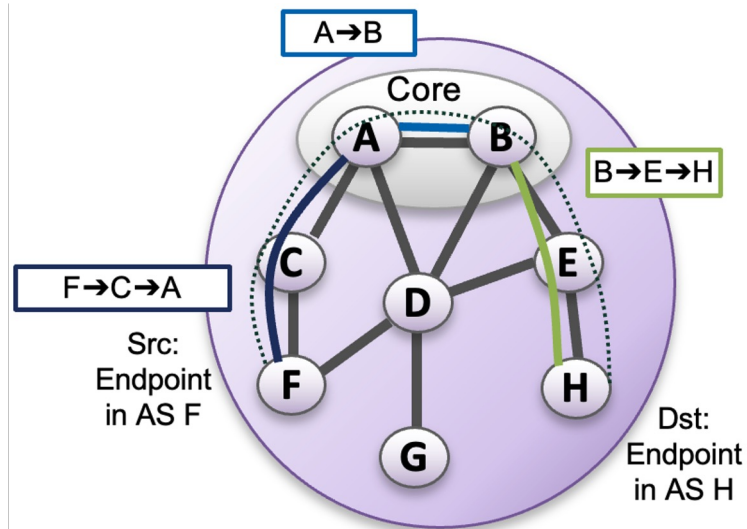 A➔B
Core
A
B
B➔E➔H
C
E
F➔C➔A
D
Src:
Endpoint
in AS F
F
H
Dst:
Endpoint
in AS H
G